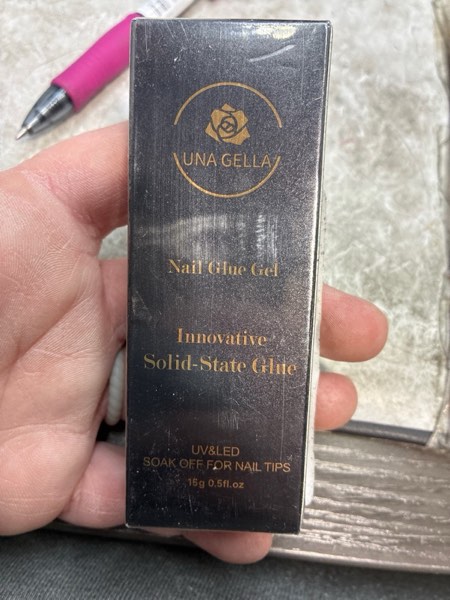 UNA GELLA
Nail Glue Gel
Innovative
Solid-State Glue
UV&LED
SOAK OFF FOR NAIL TIPS
15g 0.5fl.oz